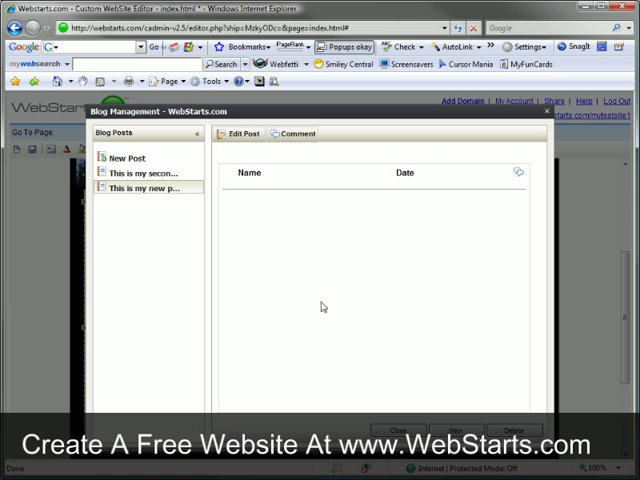 Webstarts.com - Custom WebSite Editor - index.html * - Windows Internet Explorer
http://webstarts.com/cadmin-v2.5/editor.php?ship=MzkyODc=&page=index.html#
Google
Google Go Bookmarks PageRank Popups okay Check AutoLink Settings SnagIt
mywebsearch Search Webfetti Smiley Central Screensavers Cursor Mania MyFunCards
Page Tools
WebStarts Add Domain | My Account | Share | Help | Log Out
Blog Management - WebStarts.com
Go To Page:
Blog Posts «
Edit Post Comment
New Post
This is my secon...
This is my new p...
Name Date
Close New Delete
Create A Free Website At www.WebStarts.com
Done Internet | Protected Mode: Off 100%